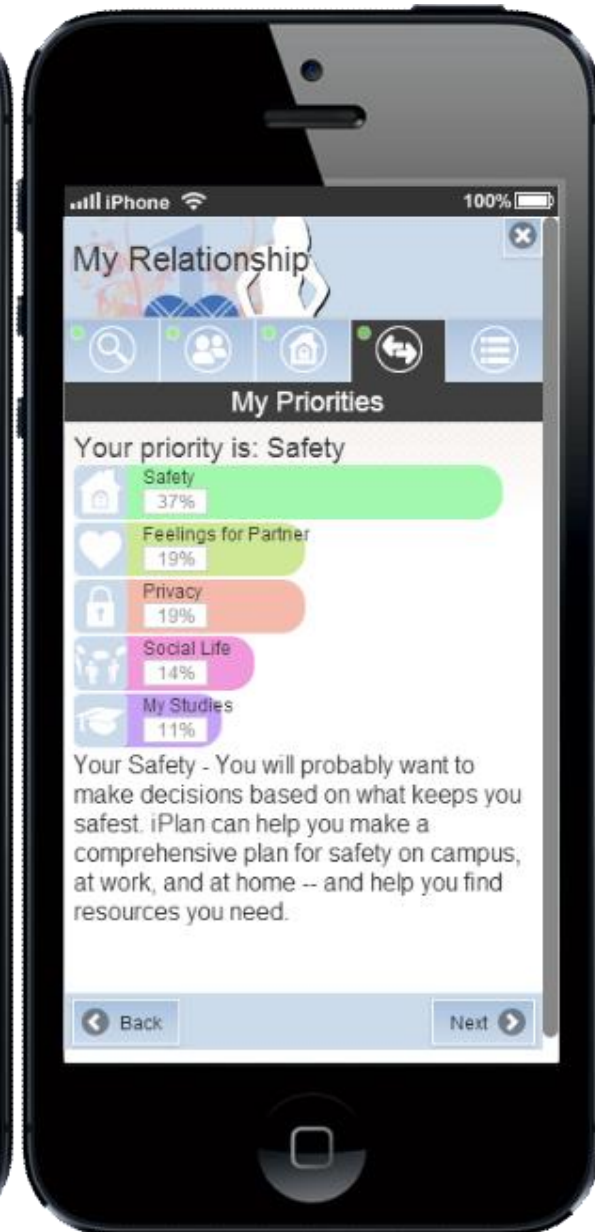 iPhone 100%
My Relationship
My Priorities
Your priority is: Safety
Safety
37%
Feelings for Partner
19%
Privacy
19%
Social Life
14%
My Studies
11%
Your Safety - You will probably want to
make decisions based on what keeps you
safest. iPlan can help you make a
comprehensive plan for safety on campus,
at work, and at home -- and help you find
resources you need.
Back Next